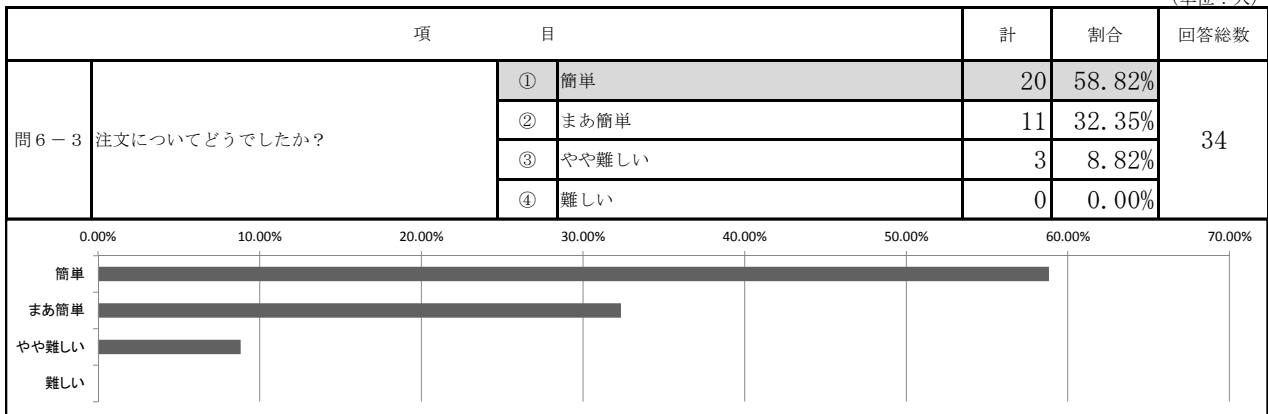 (単位：人)
項 目 計 割合 回答総数
問６－３ 注文についてどうでしたか？ 34
① 簡単 20 58.82%
② まあ簡単 11 32.35%
③ やや難しい 3 8.82%
④ 難しい 0 0.00%
0.00% 10.00% 20.00% 30.00% 40.00% 50.00% 60.00% 70.00%
簡単
まあ簡単
やや難しい
難しい